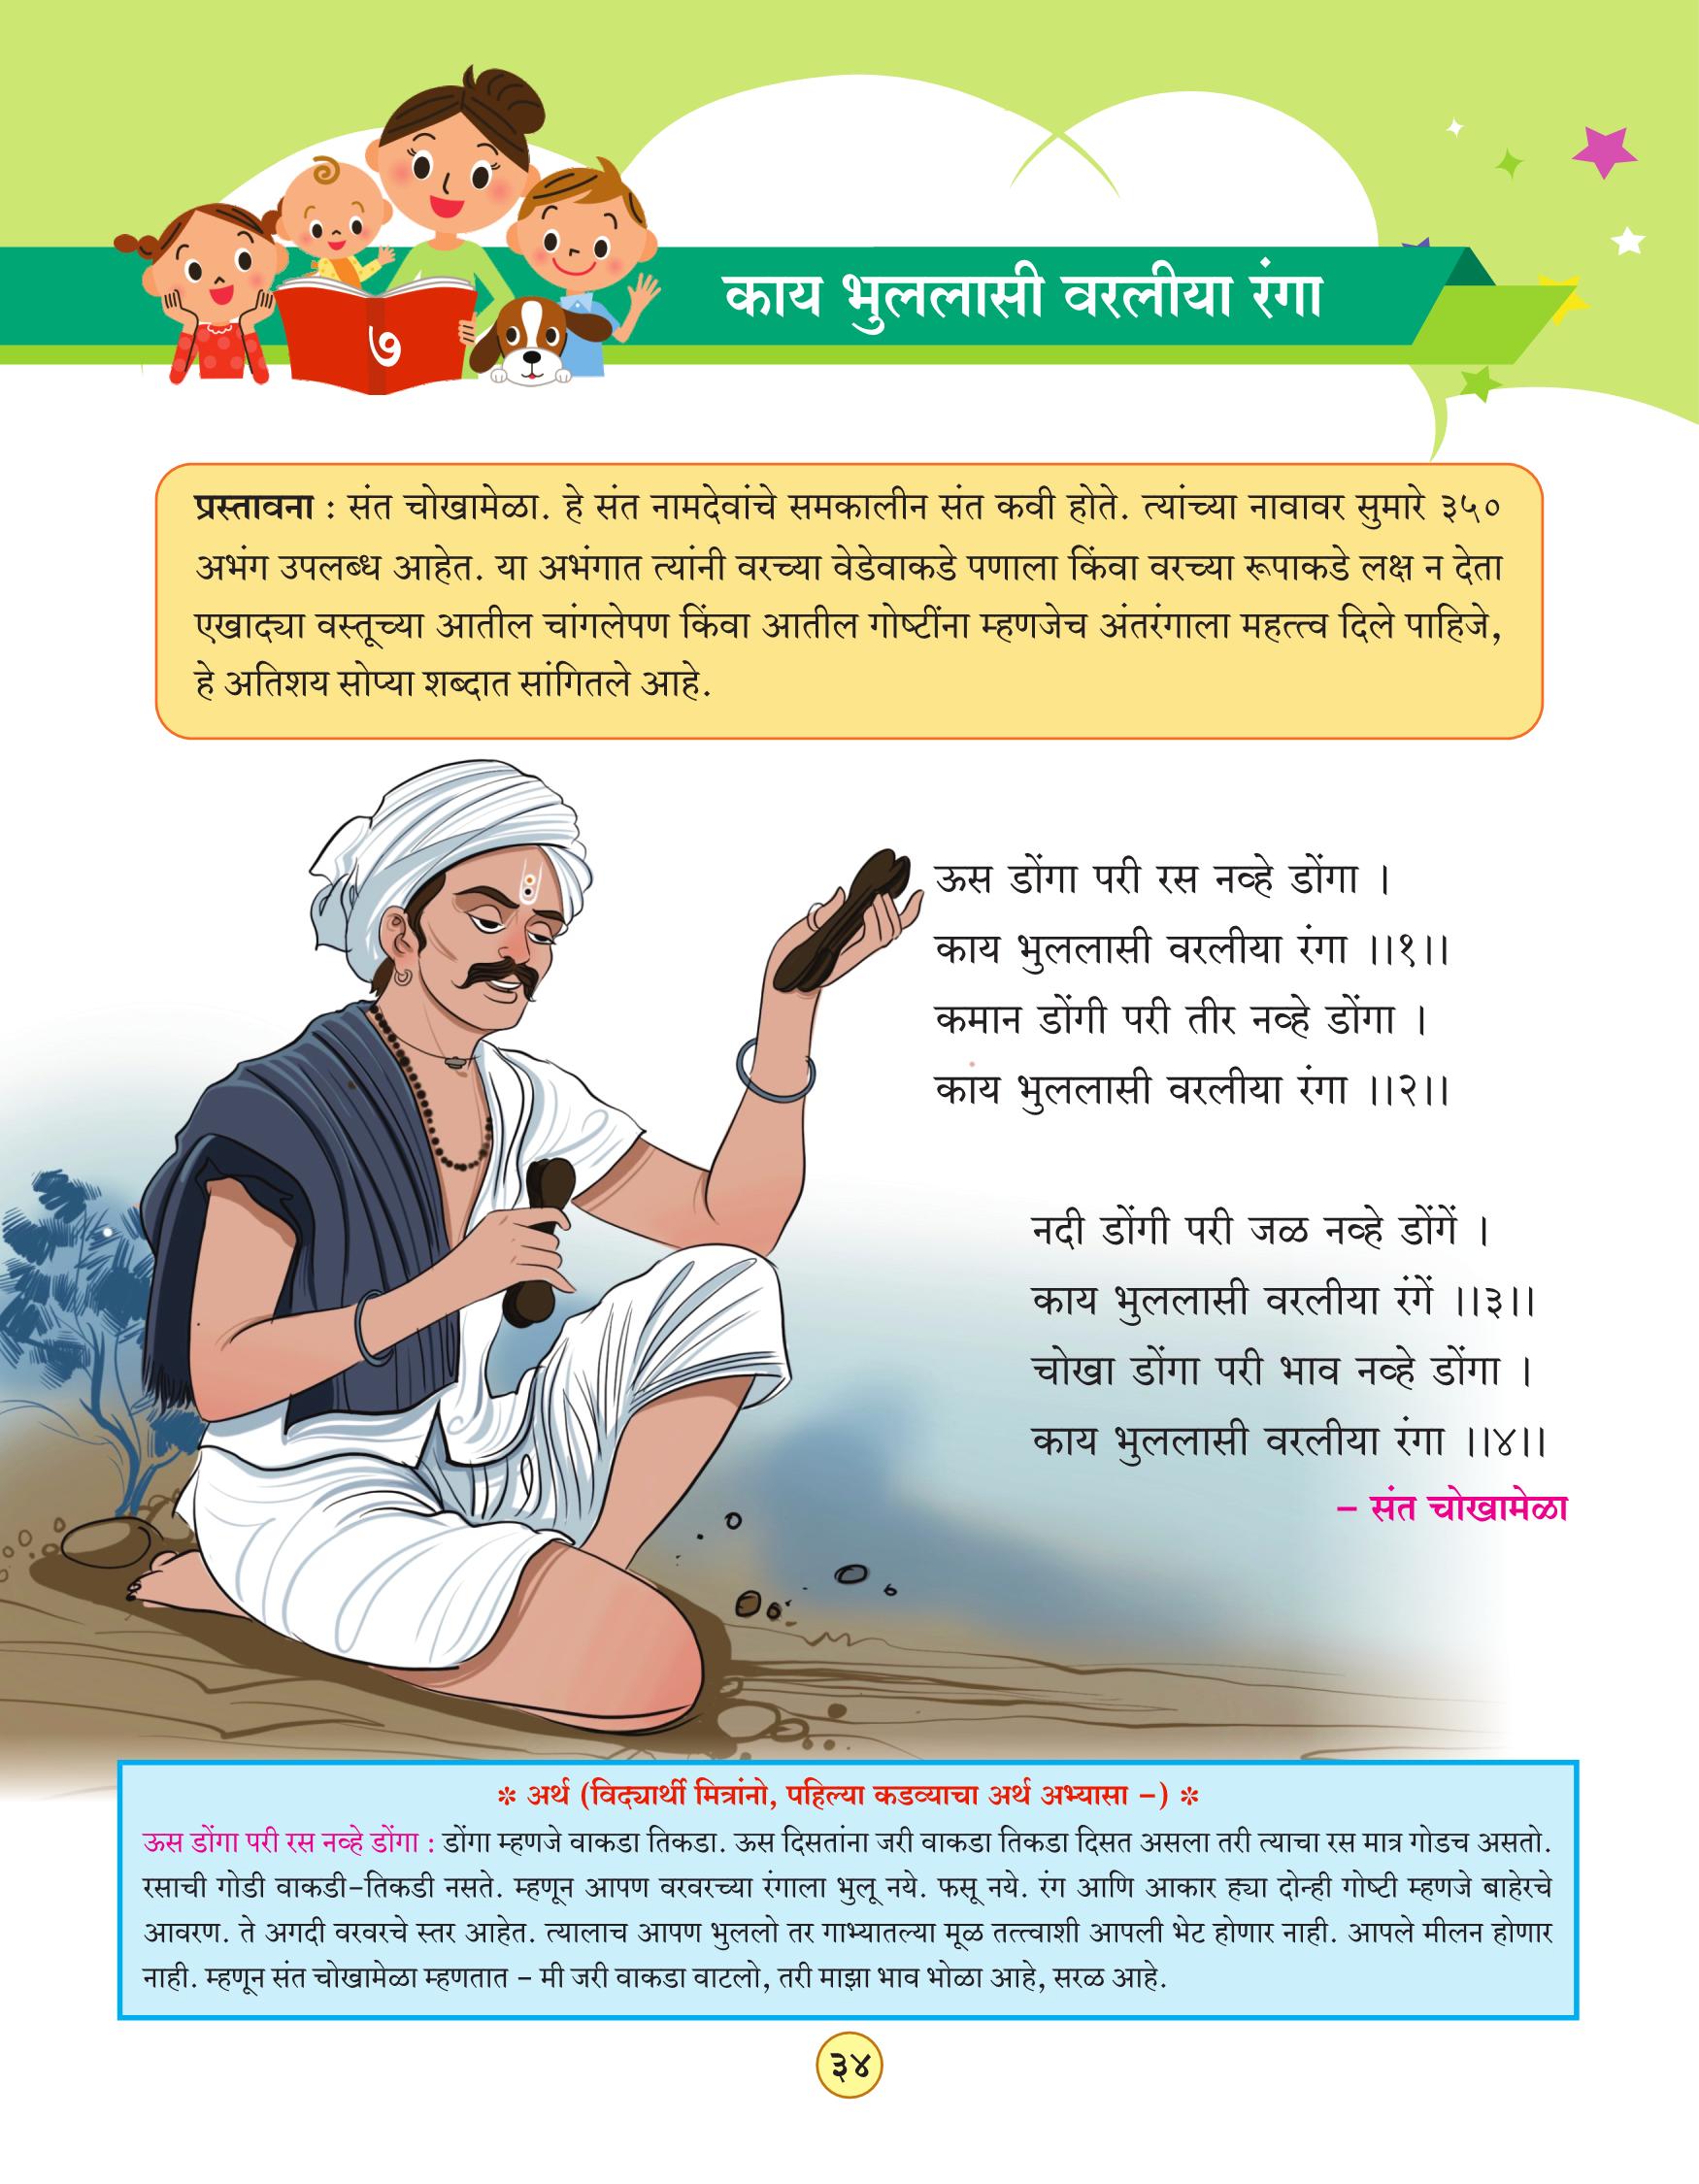 ७
काय भुललासी वरलीया रंगा
प्रस्तावना : संत चोखामेळा. हे संत नामदेवांचे समकालीन संत कवी होते. त्यांच्या नावावर सुमारे ३५०
अभंग उपलब्ध आहेत. या अभंगात त्यांनी वरच्या वेडेवाकडे पणाला किंवा वरच्या रूपाकडे लक्ष न देता
एखाद्या वस्तूच्या आतील चांगलेपण किंवा आतील गोष्टींना म्हणजेच अंतरंगाला महत्त्व दिले पाहिजे,
हे अतिशय सोप्या शब्दात सांगितले आहे.
ऊस डोंगा परी रस नव्हे डोंगा ।
काय भुललासी वरलीया रंगा ।।१।।
कमान डोंगी परी तीर नव्हे डोंगा ।
काय भुललासी वरलीया रंगा ।।२।।
नदी डोंगी परी जळ नव्हे डोंगें ।
काय भुललासी वरलीया रंगें ।।३।।
चोखा डोंगा परी भाव नव्हे डोंगा ।
काय भुललासी वरलीया रंगा ।।४।।
– संत चोखामेळा
✻ अर्थ (विद्यार्थी मित्रांनो, पहिल्या कडव्याचा अर्थ अभ्यासा –) ✻
ऊस डोंगा परी रस नव्हे डोंगा : डोंगा म्हणजे वाकडा तिकडा. ऊस दिसतांना जरी वाकडा तिकडा दिसत असला तरी त्याचा रस मात्र गोडच असतो.
रसाची गोडी वाकडी-तिकडी नसते. म्हणून आपण वरवरच्या रंगाला भुलू नये. फसू नये. रंग आणि आकार ह्या दोन्ही गोष्टी म्हणजे बाहेरचे
आवरण. ते अगदी वरवरचे स्तर आहेत. त्यालाच आपण भुललो तर गाभ्यातल्या मूळ तत्त्वाशी आपली भेट होणार नाही. आपले मीलन होणार
नाही. म्हणून संत चोखामेळा म्हणतात – मी जरी वाकडा वाटलो, तरी माझा भाव भोळा आहे, सरळ आहे.
३४